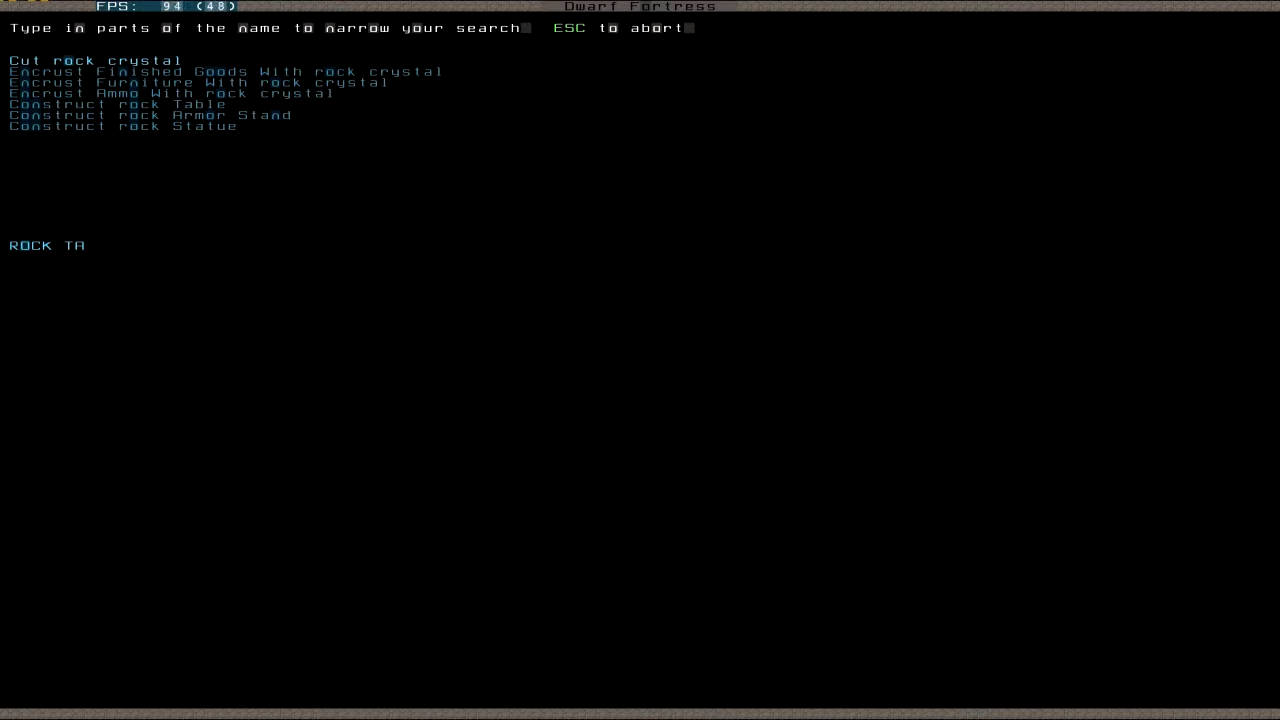 FPS: 94 (48) Dwarf Fortress
Type in parts of the name to narrow your search ESC to abort
Cut rock crystal
Encrust Finished Goods With rock crystal
Encrust Furniture With rock crystal
Encrust Ammo With rock crystal
Construct rock Table
Construct rock Armor Stand
Construct rock Statue
ROCK TA